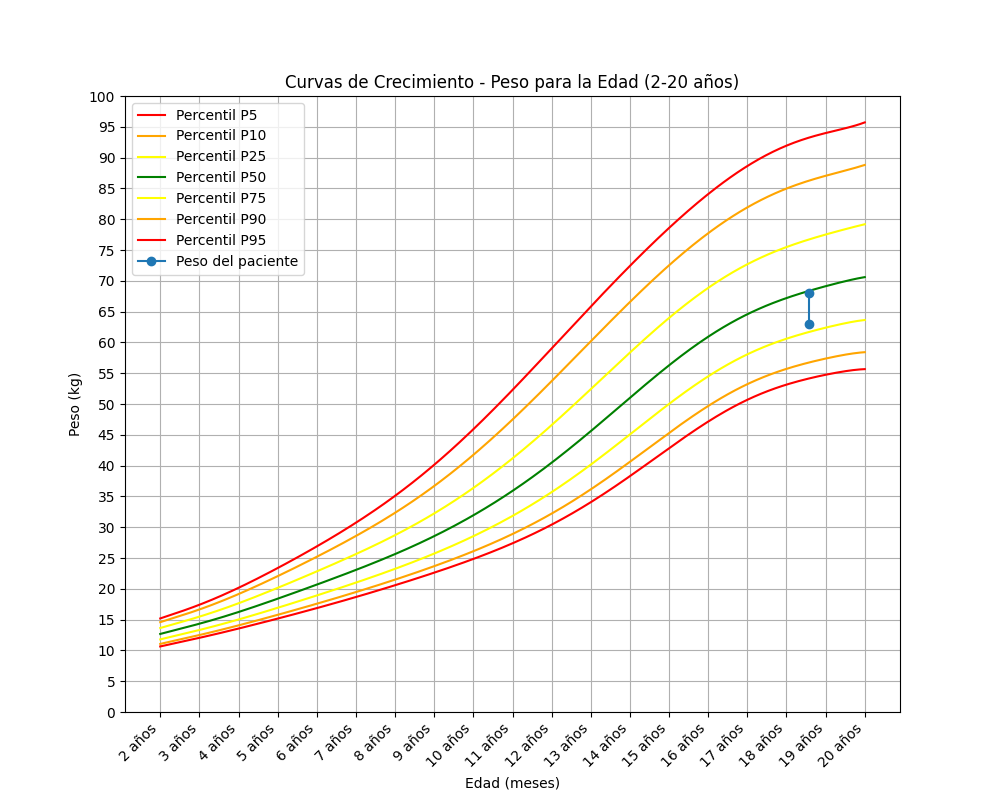 Curvas de Crecimiento - Peso para la Edad (2-20 años)
Percentil P5
Percentil P10
Percentil P25
Percentil P50
Percentil P75
Percentil P90
Percentil P95
Peso del paciente
Peso (kg)
100
95
90
85
80
75
70
65
60
55
50
45
40
35
30
25
20
15
10
5
0
2 años
3 años
4 años
5 años
6 años
7 años
8 años
9 años
10 años
11 años
12 años
13 años
14 años
15 años
16 años
17 años
18 años
19 años
20 años
Edad (meses)